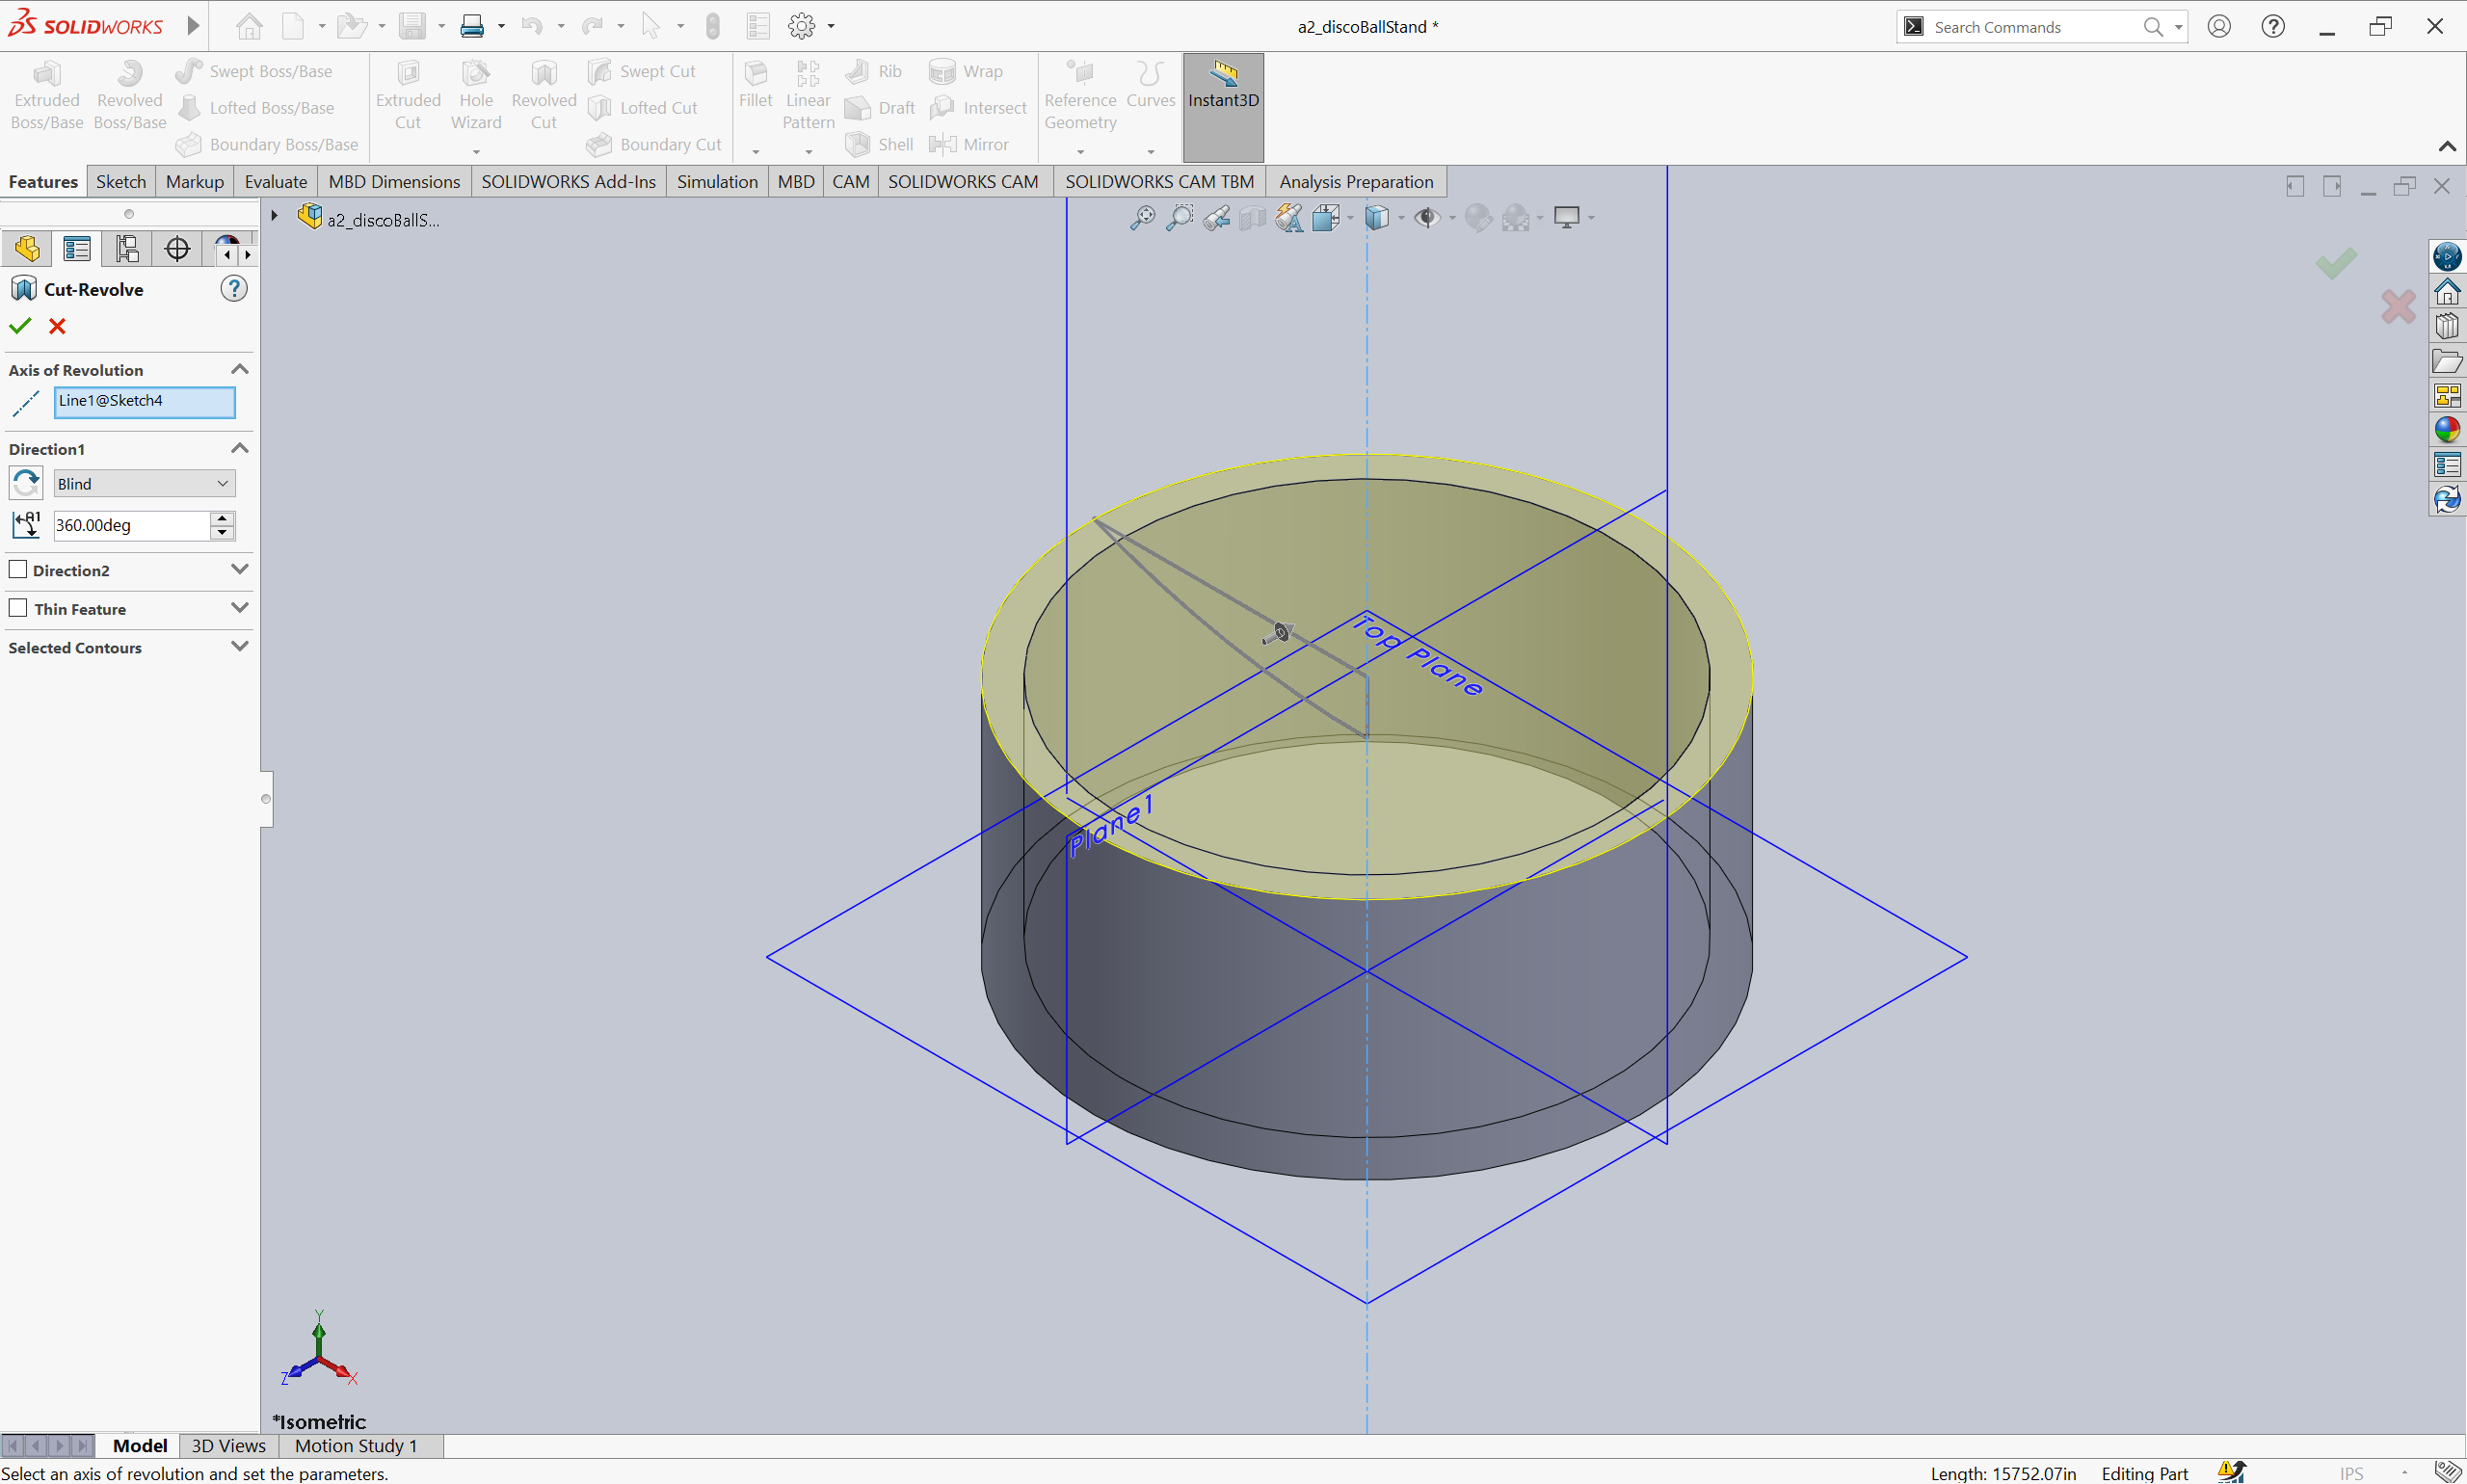 SOLIDWORKS
a2_discoBallStand *
Search Commands
Extruded Boss/Base
Revolved Boss/Base
Swept Boss/Base
Lofted Boss/Base
Boundary Boss/Base
Extruded Cut
Hole Wizard
Revolved Cut
Swept Cut
Lofted Cut
Boundary Cut
Fillet
Linear Pattern
Rib
Draft
Shell
Wrap
Intersect
Mirror
Reference Geometry
Curves
Instant3D
Features
Sketch
Markup
Evaluate
MBD Dimensions
SOLIDWORKS Add-Ins
Simulation
MBD
CAM
SOLIDWORKS CAM
SOLIDWORKS CAM TBM
Analysis Preparation
a2_discoBallS...
Cut-Revolve
Axis of Revolution
Line1@Sketch4
Direction1
Blind
360.00deg
Direction2
Thin Feature
Selected Contours
Top Plane
Plane1
Y
Z
X
*Isometric
Model
3D Views
Motion Study 1
Select an axis of revolution and set the parameters.
Length: 15752.07in
Editing Part
IPS